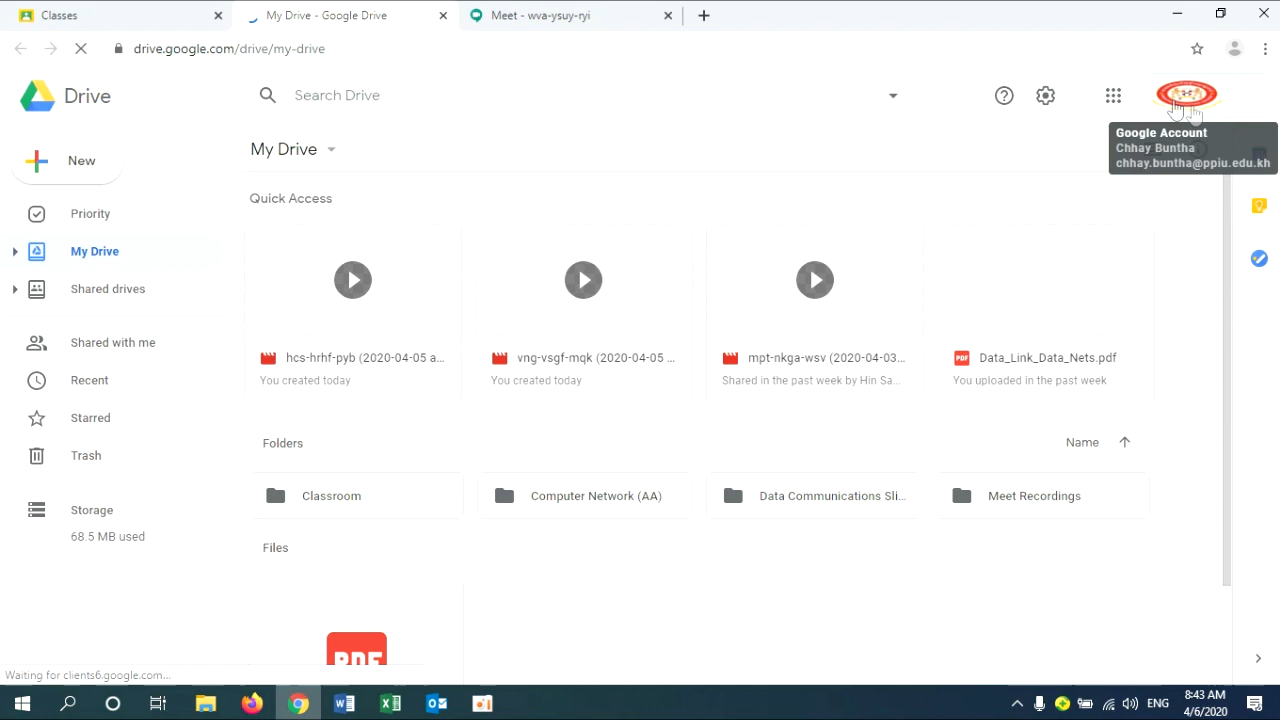 Classes
My Drive - Google Drive
Meet - wva-ysuy-ryi
drive.google.com/drive/my-drive
Drive
Search Drive
Google Account
Chhay Buntha
chhay.buntha@ppiu.edu.kh
New
My Drive
Priority
Quick Access
My Drive
Shared drives
hcs-hrhf-pyb (2020-04-05 a...
vng-vsgf-mqk (2020-04-05 ...
mpt-nkga-wsv (2020-04-03...
PDF
Data_Link_Data_Nets.pdf
Shared with me
You created today
You created today
Shared in the past week by Hin Sa...
You uploaded in the past week
Recent
Starred
Folders
Name
Trash
Classroom
Computer Network (AA)
Data Communications Sli...
Meet Recordings
Storage
68.5 MB used
Files
PDF
Waiting for clients6.google.com...
ENG
8:43 AM
4/6/2020